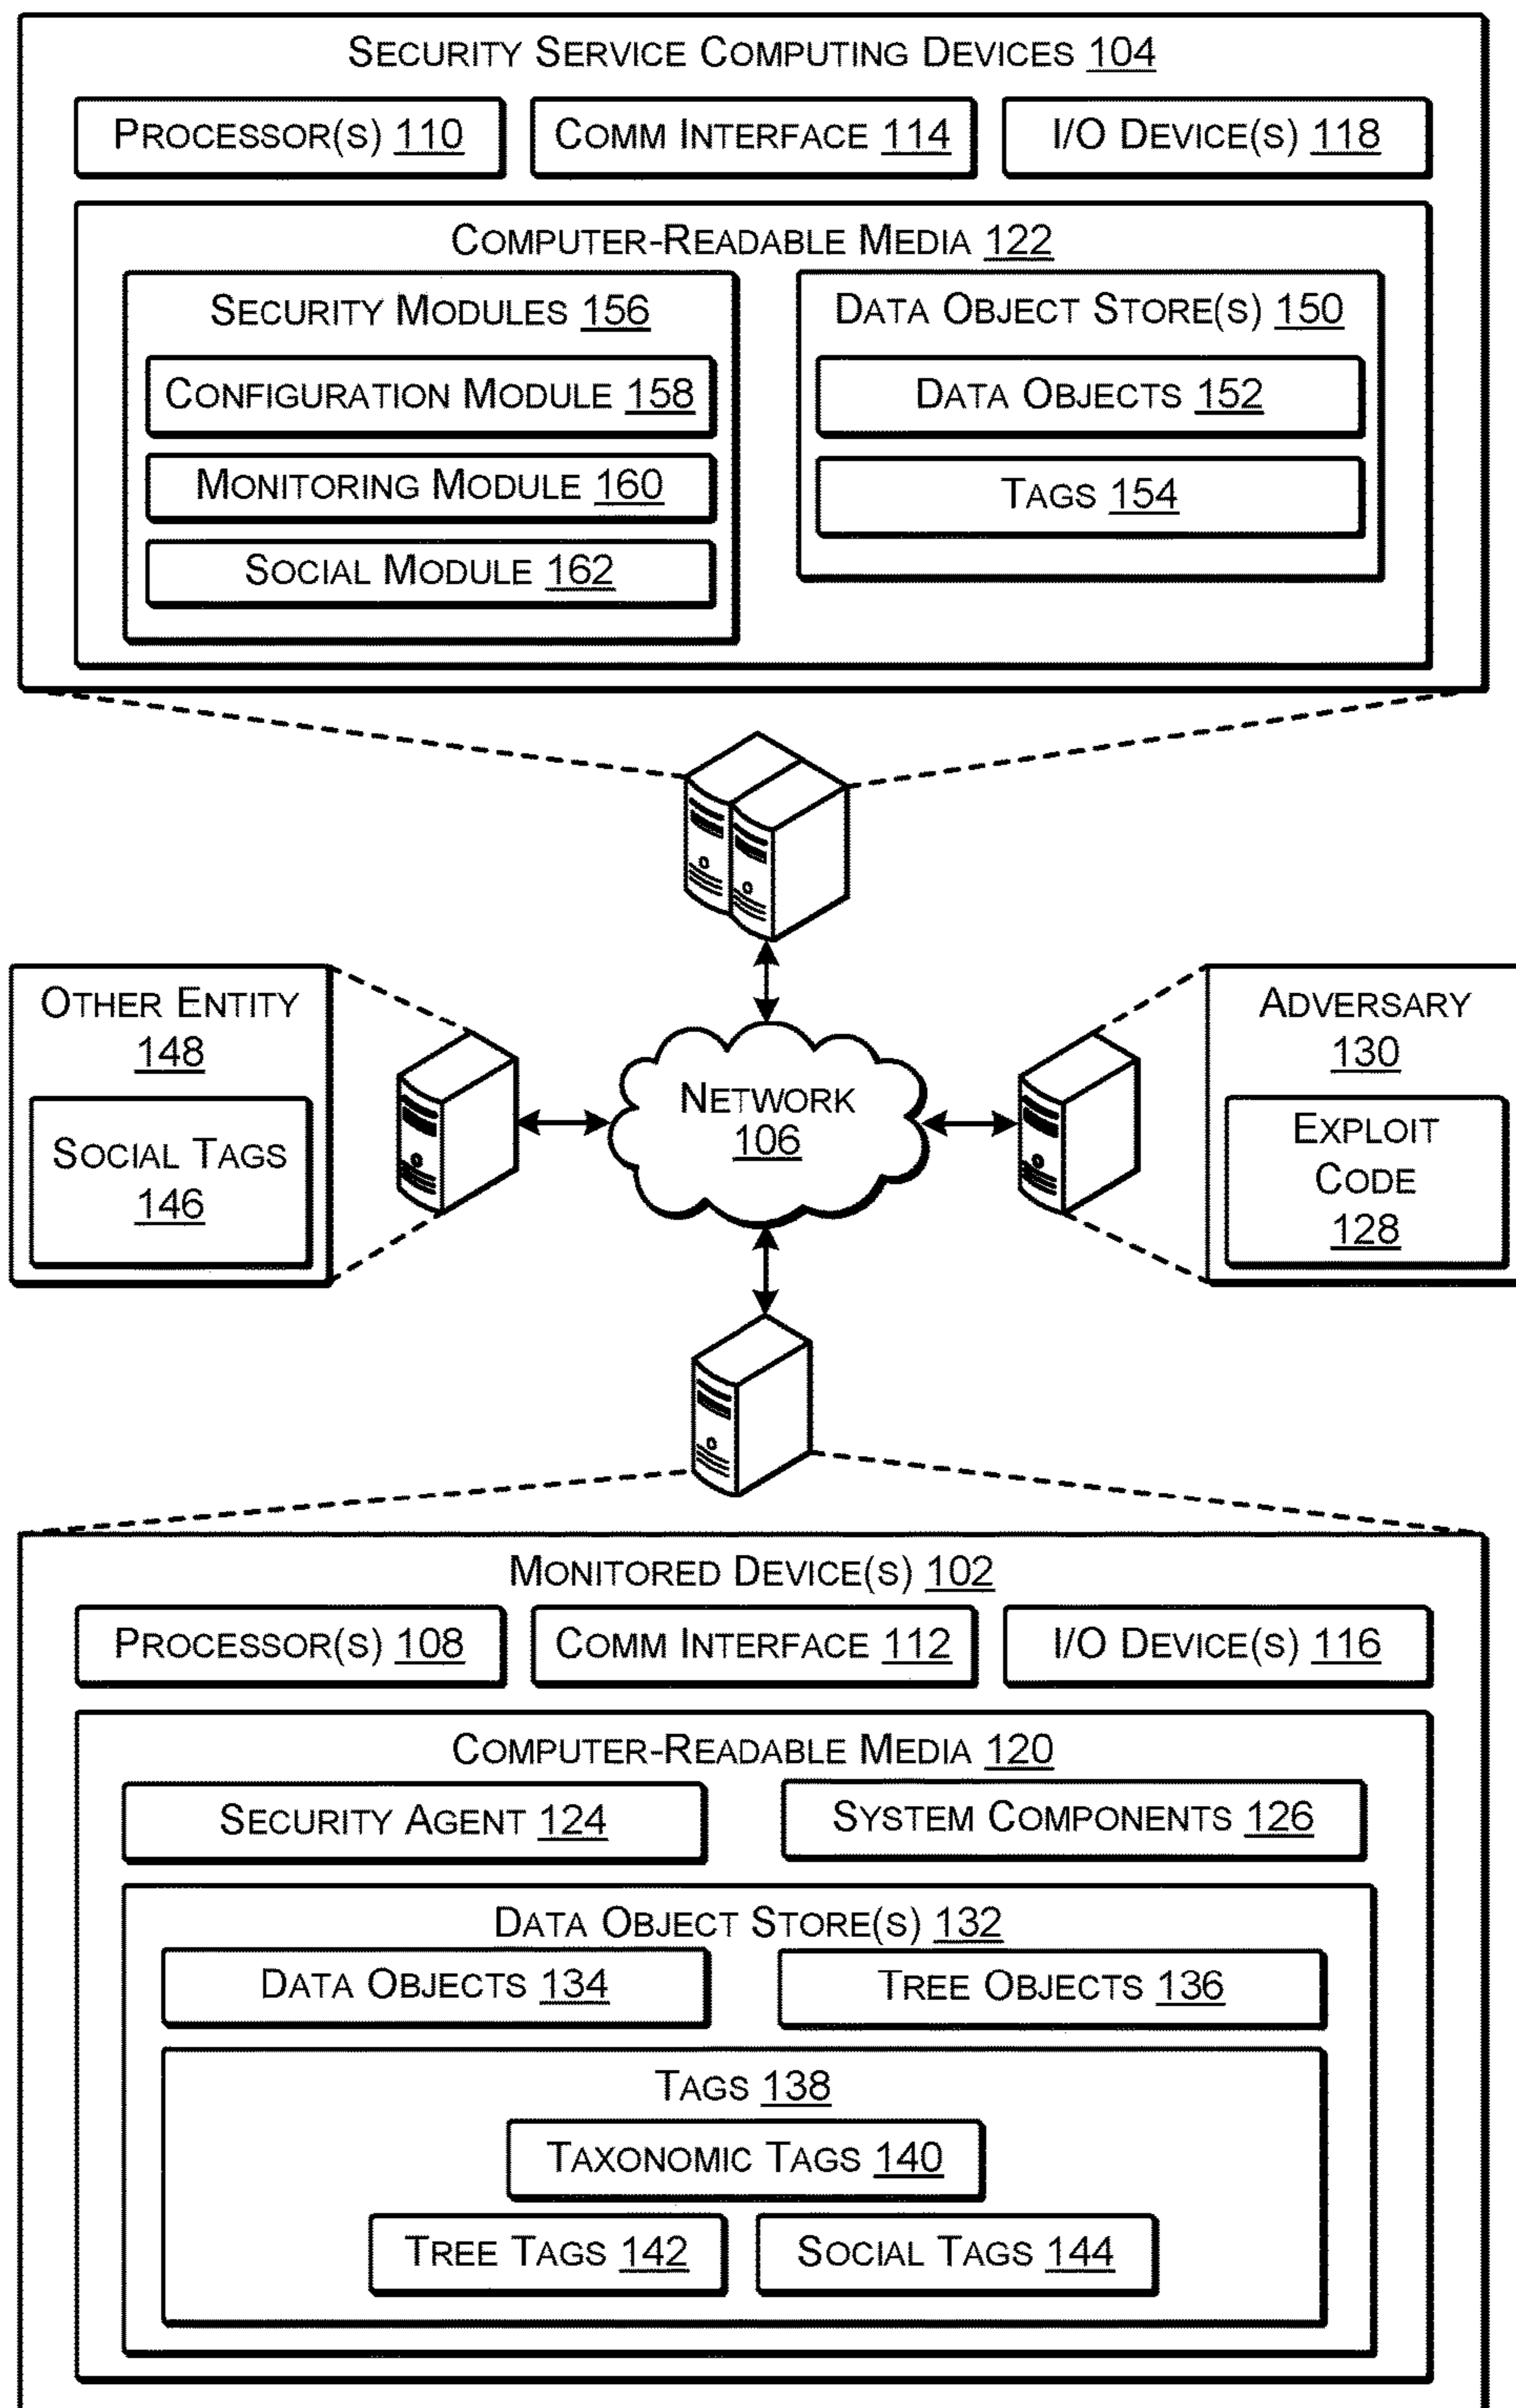 SECURITY SERVICE COMPUTING DEVICES 104
PROCESSOR(S) 110
COMM INTERFACE 114
I/O DEVICE(S) 118
COMPUTER-READABLE MEDIA 122
SECURITY MODULES 156
CONFIGURATION MODULE 158
MONITORING MODULE 160
SOCIAL MODULE 162
DATA OBJECT STORE(S) 150
DATA OBJECTS 152
TAGS 154
OTHER ENTITY
148
SOCIAL TAGS
146
NETWORK
106
ADVERSARY
130
EXPLOIT
CODE
128
MONITORED DEVICE(S) 102
PROCESSOR(S) 108
COMM INTERFACE 112
I/O DEVICE(S) 116
COMPUTER-READABLE MEDIA 120
SECURITY AGENT 124
SYSTEM COMPONENTS 126
DATA OBJECT STORE(S) 132
DATA OBJECTS 134
TREE OBJECTS 136
TAGS 138
TAXONOMIC TAGS 140
TREE TAGS 142
SOCIAL TAGS 144